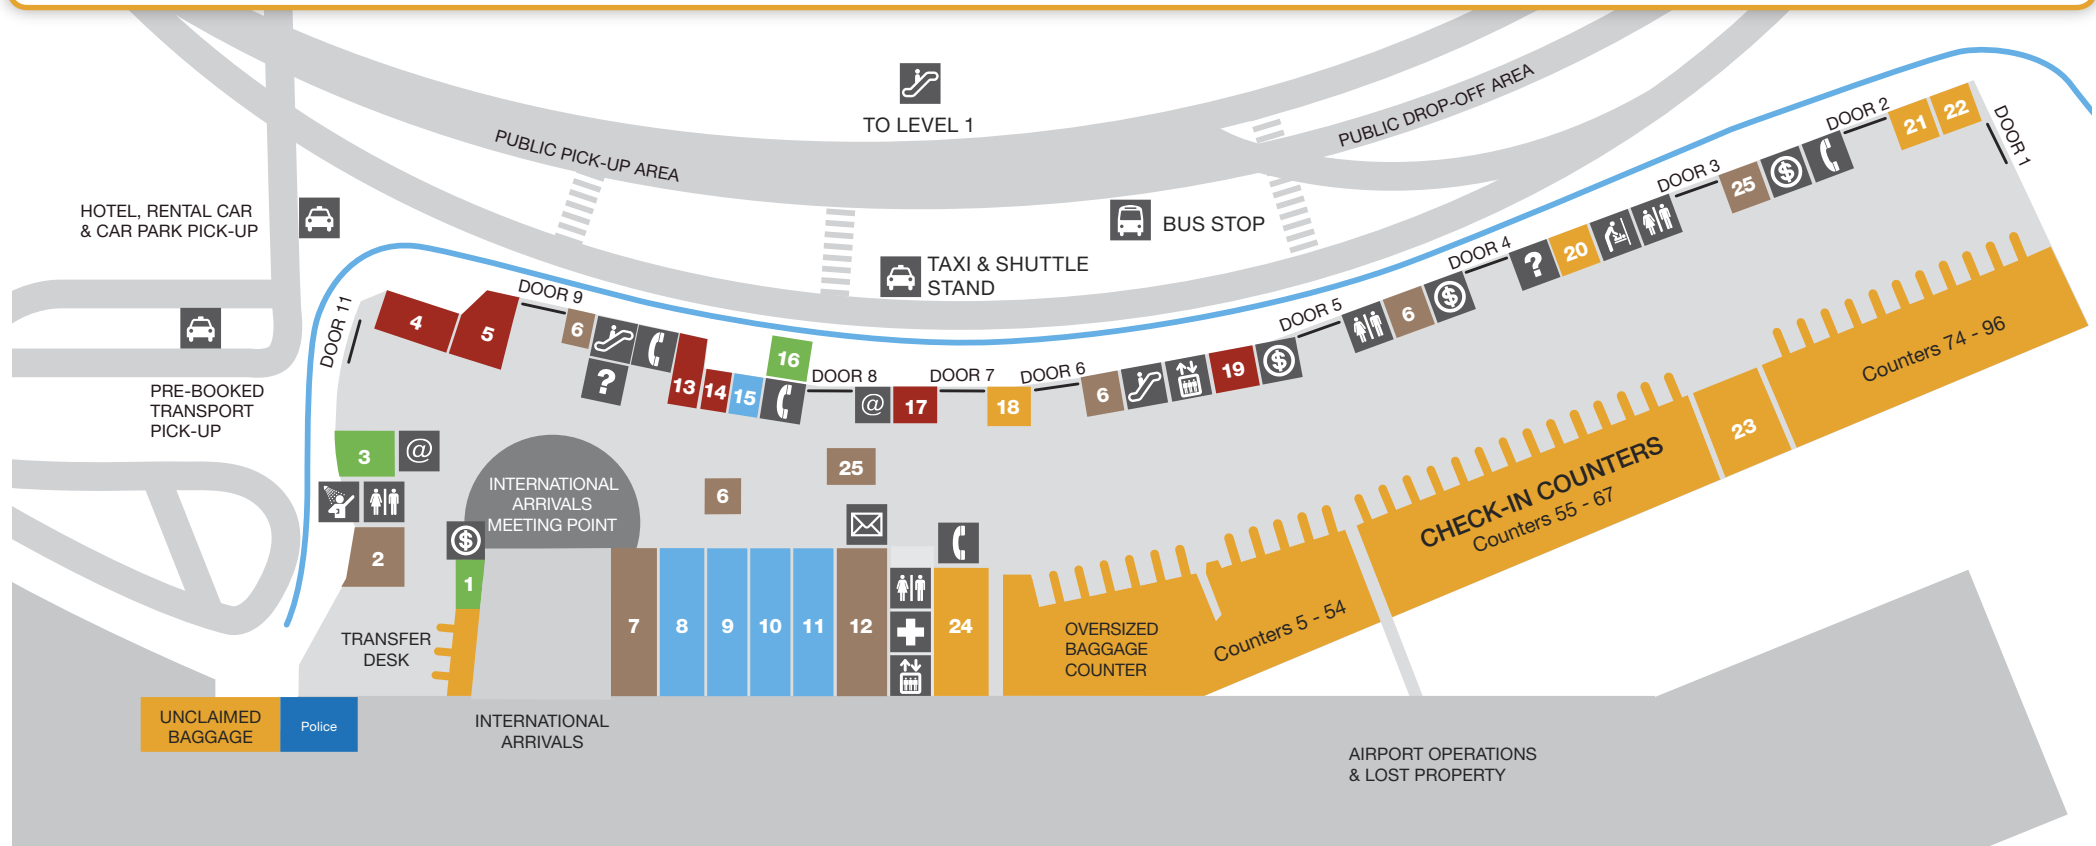 TO LEVEL 1
PUBLIC PICK-UP AREA
PUBLIC DROP-OFF AREA
DOOR 2
21
22
DOOR 1
DOOR 3
25
$
HOTEL, RENTAL CAR
& CAR PARK PICK-UP
BUS STOP
DOOR 4
?
20
TAXI & SHUTTLE
STAND
DOOR 5
6
$
DOOR 11
4
5
DOOR 9
6
?
13
14
15
16
DOOR 8
@
17
DOOR 7
18
DOOR 6
6
19
$
PRE-BOOKED
TRANSPORT
PICK-UP
Counters 74 - 96
23
CHECK-IN COUNTERS
Counters 55 - 67
3
@
INTERNATIONAL
ARRIVALS
MEETING POINT
6
25
$
2
1
TRANSFER
DESK
7
8
9
10
11
12
24
OVERSIZED
BAGGAGE
COUNTER
Counters 5 - 54
UNCLAIMED
BAGGAGE
Police
INTERNATIONAL
ARRIVALS
AIRPORT OPERATIONS
& LOST PROPERTY